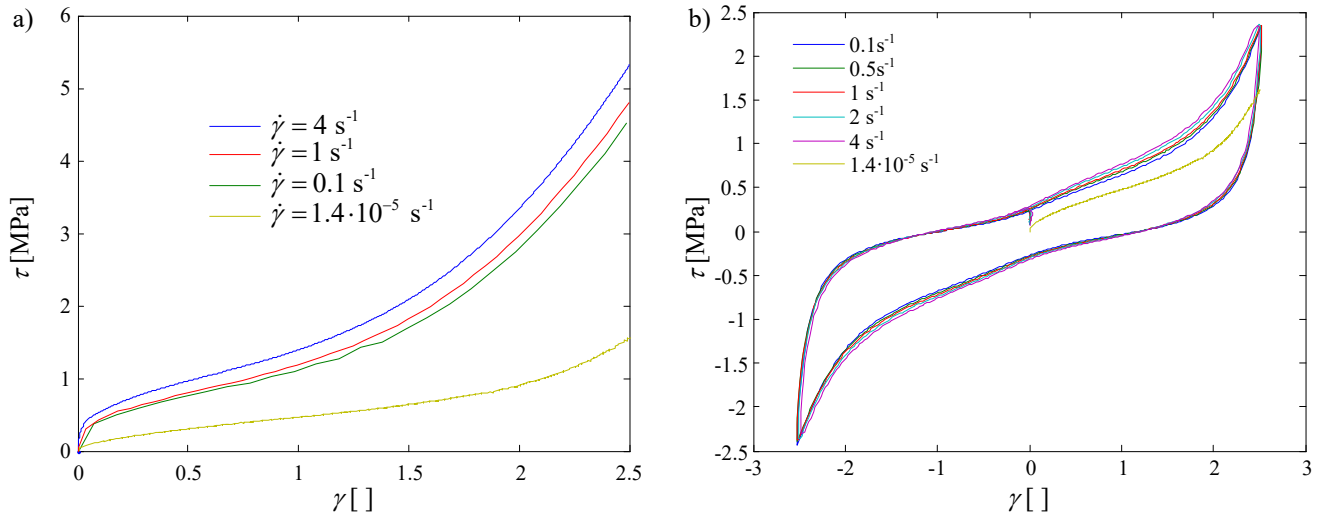 a)
6
5
4
3
2
1
0
τ [MPa]
γ̇ = 4 s⁻¹
γ̇ = 1 s⁻¹
γ̇ = 0.1 s⁻¹
γ̇ = 1.4·10⁻⁵ s⁻¹
0 0.5 1 1.5 2 2.5
γ [ ]
b)
2.5
2
1.5
1
0.5
0
-0.5
-1
-1.5
-2
-2.5
τ [MPa]
0.1s⁻¹
0.5s⁻¹
1 s⁻¹
2 s⁻¹
4 s⁻¹
1.4·10⁻⁵ s⁻¹
-3 -2 -1 0 1 2 3
γ [ ]